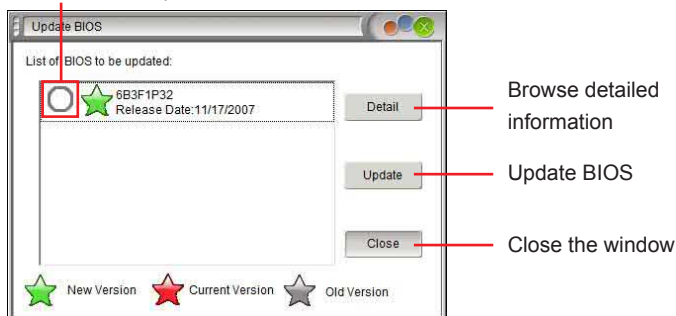 Update BIOS
List of BIOS to be updated:
6B3F1P32
Release Date:11/17/2007
Detail
Update
Close
New Version
Current Version
Old Version
Browse detailed
information
Update BIOS
Close the window